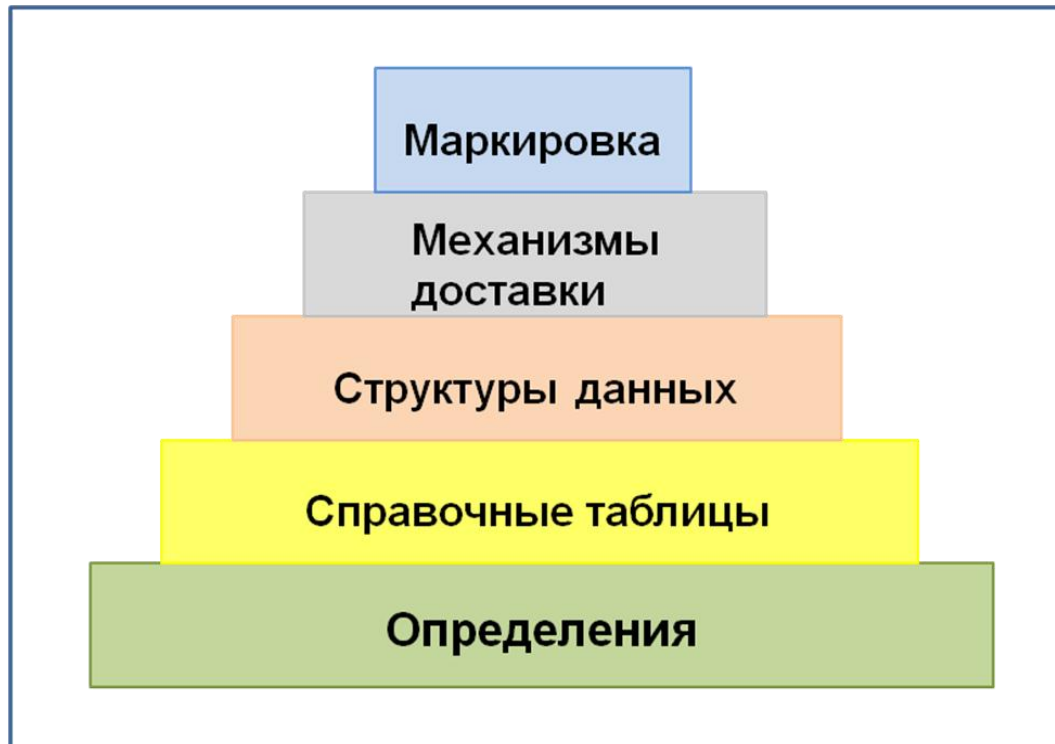 Маркировка
Механизмы
доставки
Структуры данных
Справочные таблицы
Определения